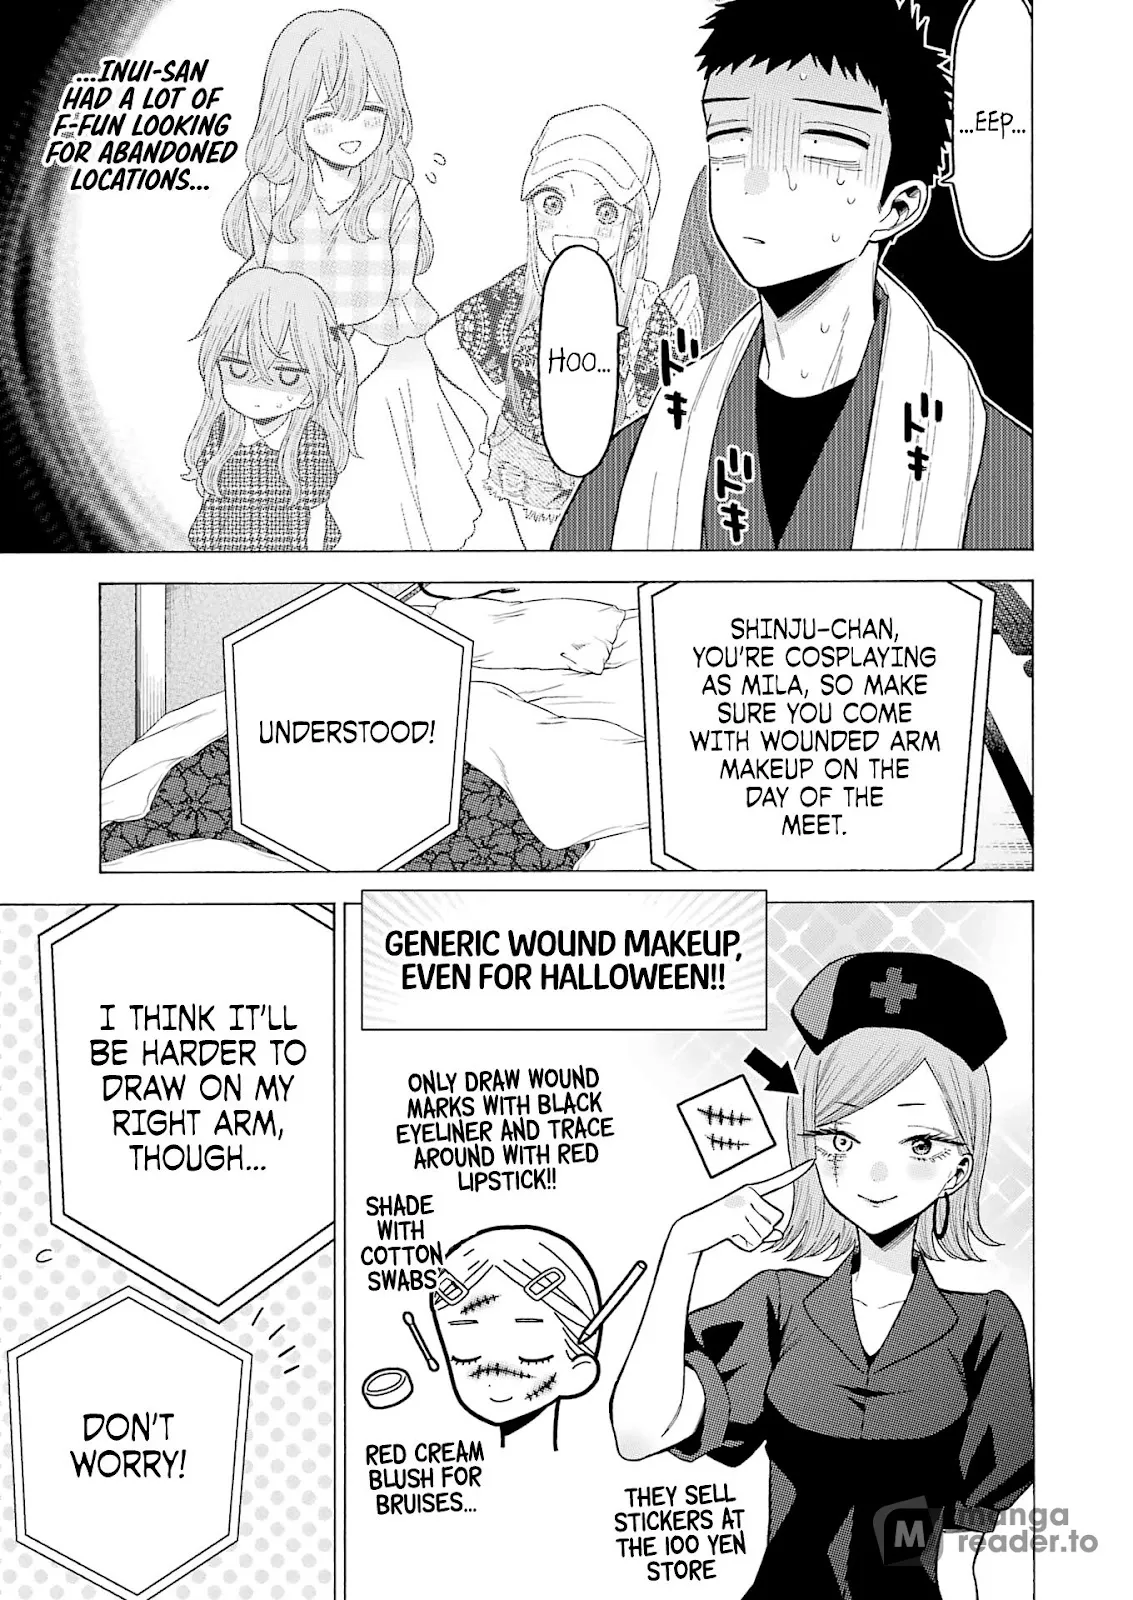 ...EEP...
HOO...
ドキ
ドキ
ドキ
...INUI-SAN
HAD A LOT OF
F-FUN LOOKING
FOR ABANDONED
LOCATIONS...
SHINJU-CHAN,
YOU'RE COSPLAYING
AS MILA, SO MAKE
SURE YOU COME
WITH WOUNDED ARM
MAKEUP ON THE
DAY OF THE
MEET.
UNDERSTOOD!
GENERIC WOUND MAKEUP,
EVEN FOR HALLOWEEN!!
ONLY DRAW WOUND
MARKS WITH BLACK
EYELINER AND TRACE
AROUND WITH RED
LIPSTICK!!
SHADE
WITH
COTTON
SWABS
RED CREAM
BLUSH FOR
BRUISES...
THEY SELL
STICKERS AT
THE 100 YEN
STORE
I THINK IT'LL
BE HARDER TO
DRAW ON MY
RIGHT ARM,
THOUGH...
DON'T
WORRY!
M manga
reader.to